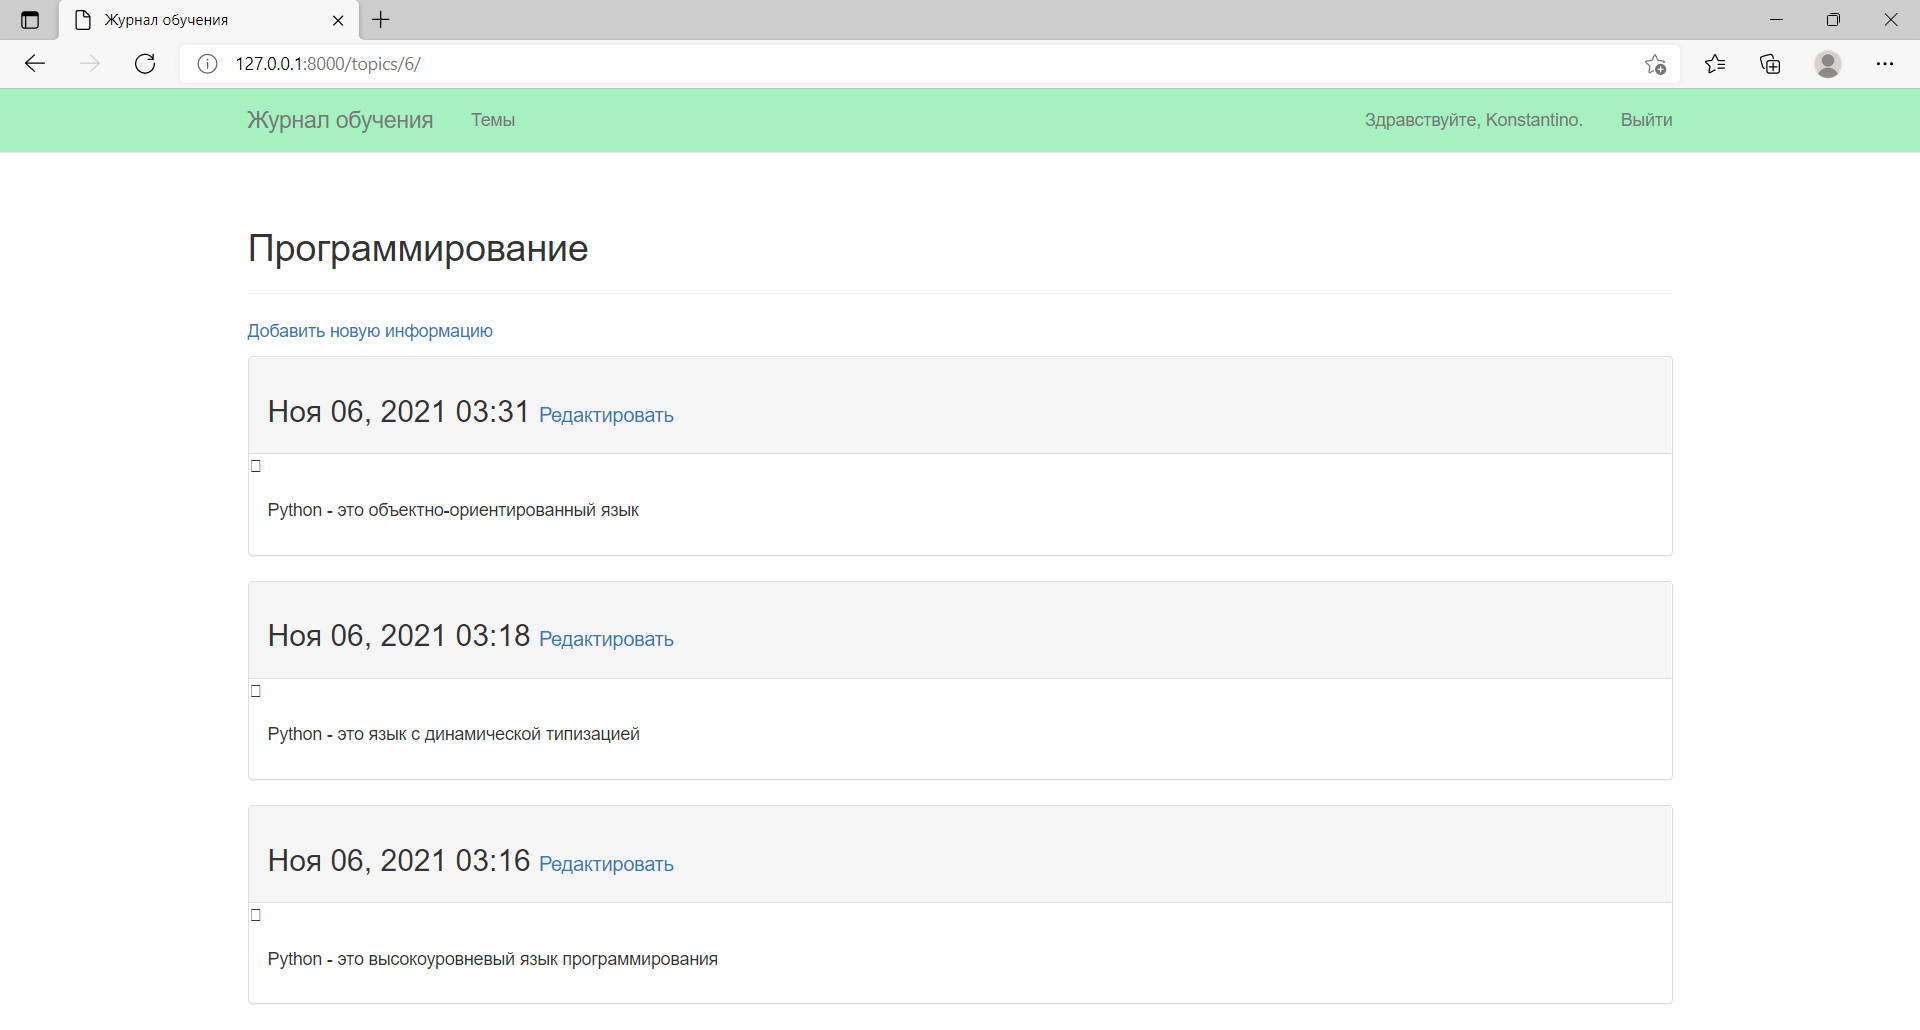 Журнал обучения
127.0.0.1:8000/topics/6/
Журнал обучения Темы Здравствуйте, Konstantino. Выйти
Программирование
Добавить новую информацию
Ноя 06, 2021 03:31 Редактировать
Python - это объектно-ориентированный язык
Ноя 06, 2021 03:18 Редактировать
Python - это язык с динамической типизацией
Ноя 06, 2021 03:16 Редактировать
Python - это высокоуровневый язык программирования